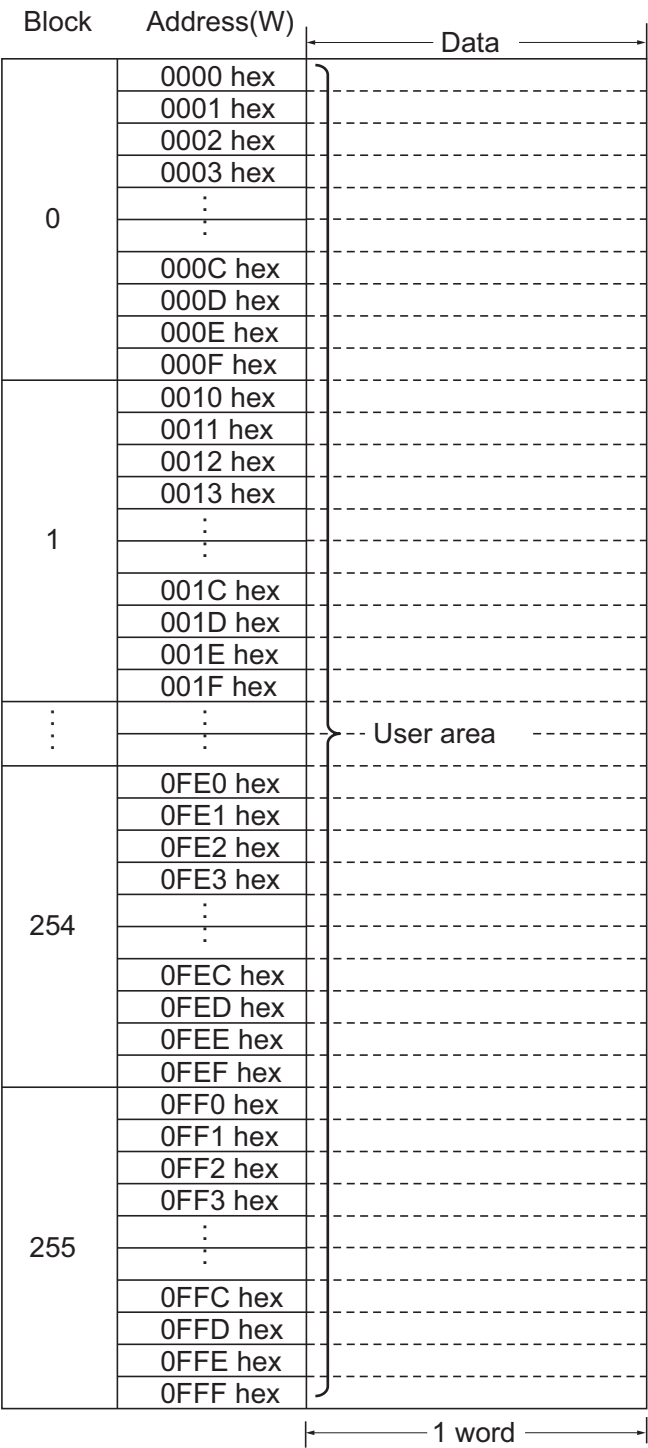 Block Address(W)
Data
0000 hex
0001 hex
0002 hex
0003 hex
0
000C hex
000D hex
000E hex
000F hex
0010 hex
0011 hex
0012 hex
0013 hex
1
001C hex
001D hex
001E hex
001F hex
User area
0FE0 hex
0FE1 hex
0FE2 hex
0FE3 hex
254
0FEC hex
0FED hex
0FEE hex
0FEF hex
0FF0 hex
0FF1 hex
0FF2 hex
0FF3 hex
255
0FFC hex
0FFD hex
0FFE hex
0FFF hex
1 word